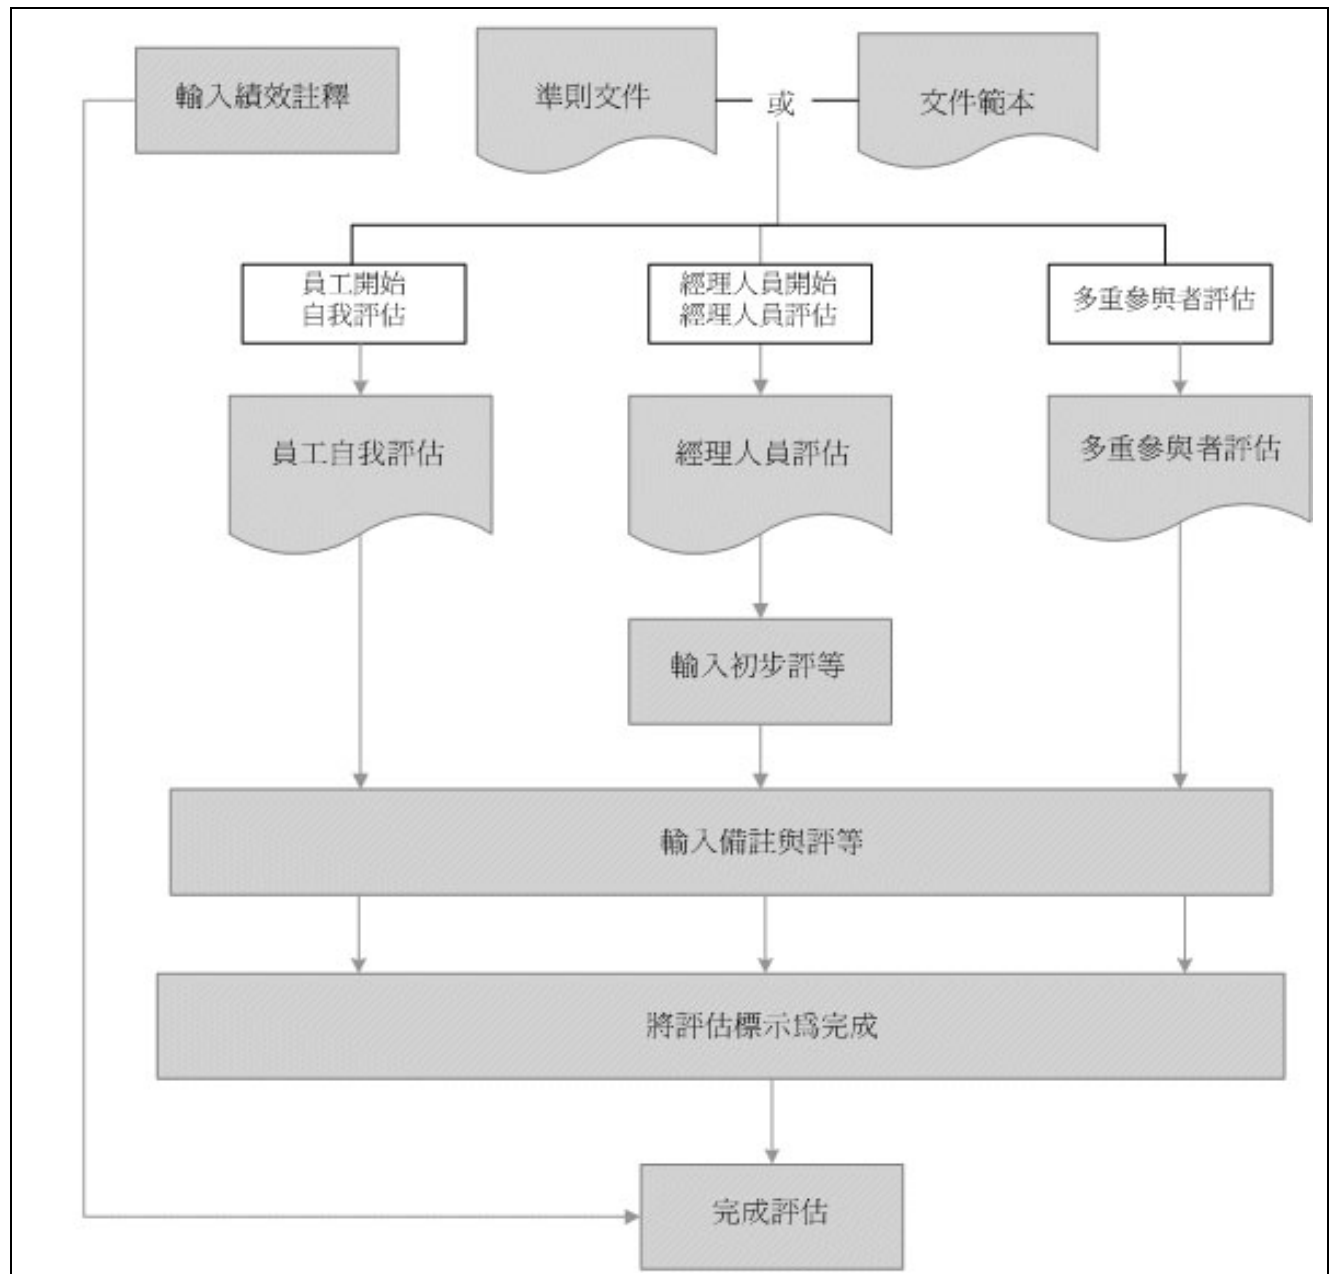 輸入績效註釋
準則文件
或
文件範本
員工開始
自我評估
經理人員開始
經理人員評估
多重參與者評估
員工自我評估
經理人員評估
多重參與者評估
輸入初步評等
輸入備註與評等
將評估標示爲完成
完成評估